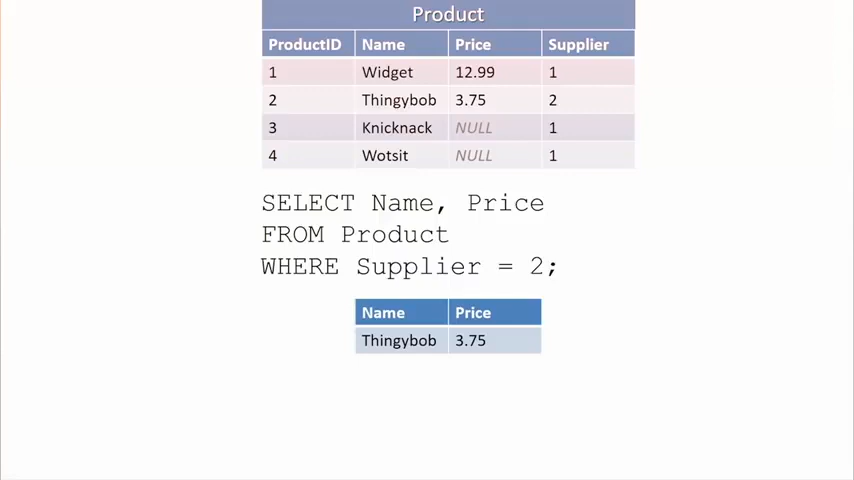 Product
ProductID Name Price Supplier
1 Widget 12.99 1
2 Thingybob 3.75 2
3 Knicknack NULL 1
4 Wotsit NULL 1
SELECT Name, Price
FROM Product
WHERE Supplier = 2;
Name Price
Thingybob 3.75